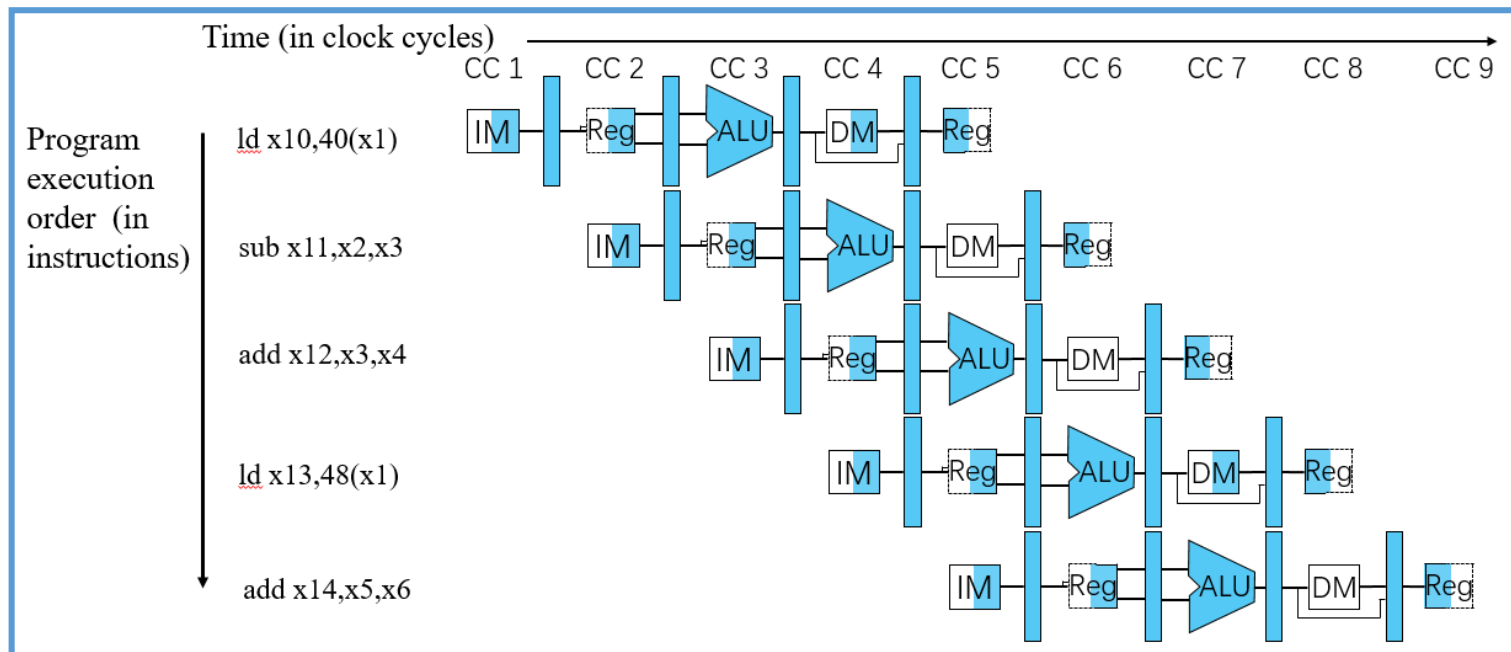 Time (in clock cycles)
CC 1 CC 2 CC 3 CC 4 CC 5 CC 6 CC 7 CC 8 CC 9
Program
execution
order (in
instructions)
ld x10,40(x1)
IM Reg ALU DM Reg
sub x11,x2,x3
IM Reg ALU DM Reg
add x12,x3,x4
IM Reg ALU DM Reg
ld x13,48(x1)
IM Reg ALU DM Reg
add x14,x5,x6
IM Reg ALU DM Reg